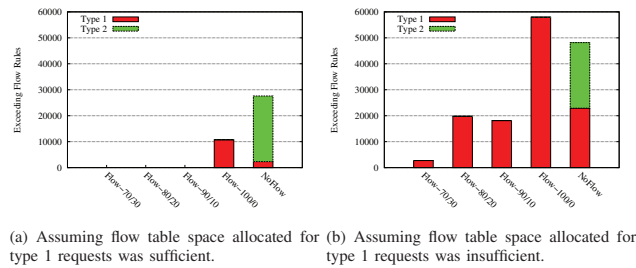 60000
50000
40000
30000
20000
10000
0
Exceeding Flow Rules
Type 1
Type 2
Flow-70/30
Flow-80/20
Flow-90/10
Flow-100/0
NoFlow
(a) Assuming flow table space allocated for
type 1 requests was sufficient.
60000
50000
40000
30000
20000
10000
0
Exceeding Flow Rules
Type 1
Type 2
Flow-70/30
Flow-80/20
Flow-90/10
Flow-100/0
NoFlow
(b) Assuming flow table space allocated for
type 1 requests was insufficient.